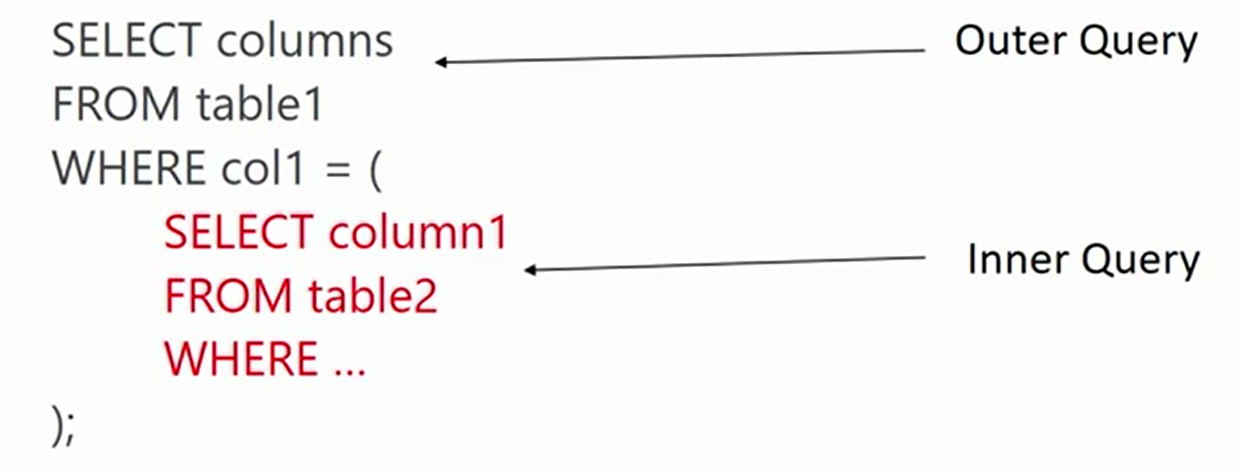 SELECT columns
Outer Query
FROM table1
WHERE col1 = (
SELECT column1
Inner Query
FROM table2
WHERE ...
);